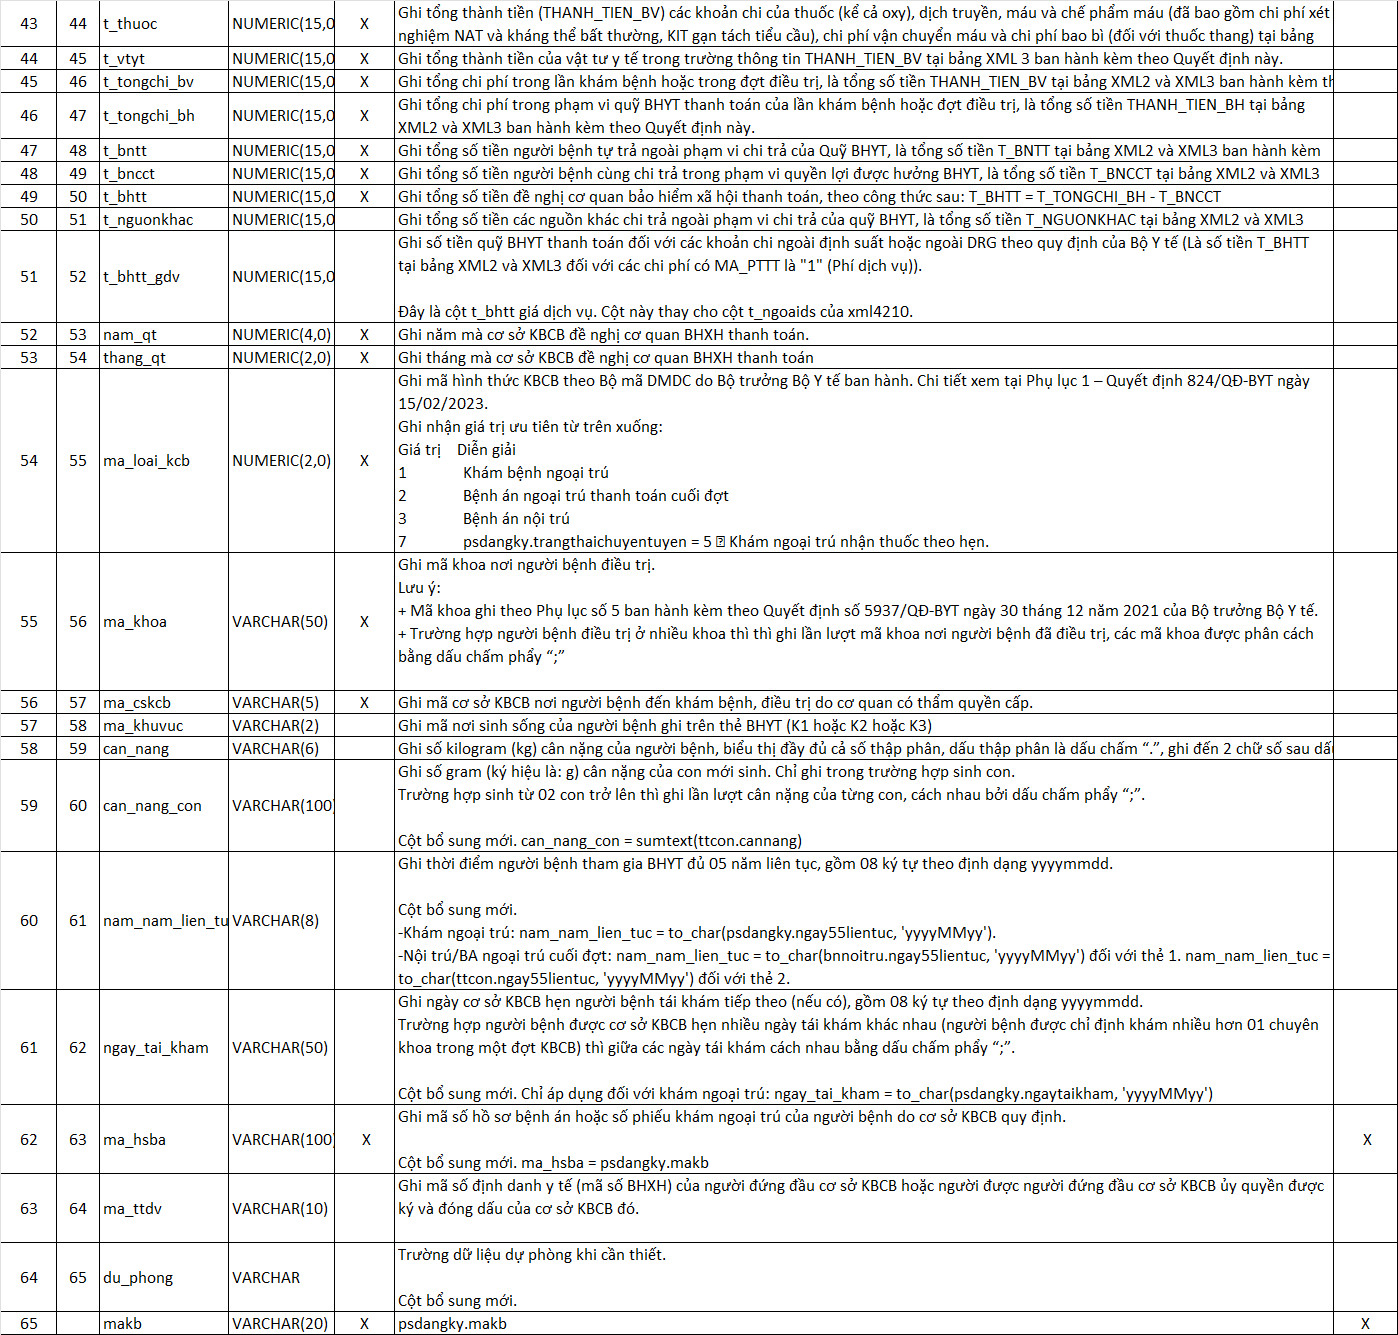 43 44 t_thuoc NUMERIC(15,0 X Ghi tổng thành tiền (THANH_TIEN_BV) các khoản chi của thuốc (kể cả oxy), dịch truyền, máu và chế phẩm máu (đã bao gồm chi phí xét
nghiệm NAT và kháng thể bất thường, KIT gạn tách tiểu cầu), chi phí vận chuyển máu và chi phí bao bì (đối với thuốc thang) tại bảng
44 45 t_vtyt NUMERIC(15,0 X Ghi tổng thành tiền của vật tư y tế trong trường thông tin THANH_TIEN_BV tại bảng XML 3 ban hành kèm theo Quyết định này.
45 46 t_tongchi_bv NUMERIC(15,0 X Ghi tổng chi phí trong lần khám bệnh hoặc trong đợt điều trị, là tổng số tiền THANH_TIEN_BV tại bảng XML2 và XML3 ban hành kèm th
46 47 t_tongchi_bh NUMERIC(15,0 X Ghi tổng chi phí trong phạm vi quỹ BHYT thanh toán của lần khám bệnh hoặc đợt điều trị, là tổng số tiền THANH_TIEN_BH tại bảng
XML2 và XML3 ban hành kèm theo Quyết định này.
47 48 t_bntt NUMERIC(15,0 X Ghi tổng số tiền người bệnh tự trả ngoài phạm vi chi trả của Quỹ BHYT, là tổng số tiền T_BNTT tại bảng XML2 và XML3 ban hành kèm
48 49 t_bncct NUMERIC(15,0 X Ghi tổng số tiền người bệnh cùng chi trả trong phạm vi quyền lợi được hưởng BHYT, là tổng số tiền T_BNCCT tại bảng XML2 và XML3
49 50 t_bhtt NUMERIC(15,0 X Ghi tổng số tiền đề nghị cơ quan bảo hiểm xã hội thanh toán, theo công thức sau: T_BHTT = T_TONGCHI_BH - T_BNCCT
50 51 t_nguonkhac NUMERIC(15,0 X Ghi tổng số tiền các nguồn khác chi trả ngoài phạm vi chi trả của quỹ BHYT, là tổng số tiền T_NGUONKHAC tại bảng XML2 và XML3
51 52 t_bhtt_gdv NUMERIC(15,0 Ghi số tiền quỹ BHYT thanh toán đối với các khoản chi ngoài định suất hoặc ngoài DRG theo quy định của Bộ Y tế (Là số tiền T_BHTT
tại bảng XML2 và XML3 đối với các chi phí có MA_PTTT là "1" (Phí dịch vụ)).
Đây là cột t_bhtt giá dịch vụ. Cột này thay cho cột t_ngoaids của xml4210.
52 53 nam_qt NUMERIC(4,0) X Ghi năm mà cơ sở KBCB đề nghị cơ quan BHXH thanh toán.
53 54 thang_qt NUMERIC(2,0) X Ghi tháng mà cơ sở KBCB đề nghị cơ quan BHXH thanh toán
54 55 ma_loai_kcb NUMERIC(2,0) X Ghi mã hình thức KBCB theo Bộ mã DMDC do Bộ trưởng Bộ Y tế ban hành. Chi tiết xem tại Phụ lục 1 – Quyết định 824/QĐ-BYT ngày
15/02/2023.
Ghi nhận giá trị ưu tiên từ trên xuống:
Giá trị Diễn giải
1 Khám bệnh ngoại trú
2 Bệnh án ngoại trú thanh toán cuối đợt
3 Bệnh án nội trú
7 psdangky.trangthaichuyentuyen = 5 Khám ngoại trú nhận thuốc theo hẹn.
55 56 ma_khoa VARCHAR(50) X Ghi mã khoa nơi người bệnh điều trị.
Lưu ý:
+ Mã khoa ghi theo Phụ lục số 5 ban hành kèm theo Quyết định số 5937/QĐ-BYT ngày 30 tháng 12 năm 2021 của Bộ trưởng Bộ Y tế.
+ Trường hợp người bệnh điều trị ở nhiều khoa thì thì ghi lần lượt mã khoa nơi người bệnh đã điều trị, các mã khoa được phân cách
bằng dấu chấm phẩy “;”
56 57 ma_cskcb VARCHAR(5) X Ghi mã cơ sở KBCB nơi người bệnh đến khám bệnh, điều trị do cơ quan có thẩm quyền cấp.
57 58 ma_khuvuc VARCHAR(2) Ghi mã nơi sinh sống của người bệnh ghi trên thẻ BHYT (K1 hoặc K2 hoặc K3)
58 59 can_nang VARCHAR(6) Ghi số kilogram (kg) cân nặng của người bệnh, biểu thị đầy đủ cả số thập phân, dấu thập phân là dấu chấm “.”, ghi đến 2 chữ số sau dấu
59 60 can_nang_con VARCHAR(100) Ghi số gram (ký hiệu là: g) cân nặng của con mới sinh. Chỉ ghi trong trường hợp sinh con.
Trường hợp sinh từ 02 con trở lên thì ghi lần lượt cân nặng của từng con, cách nhau bởi dấu chấm phẩy “;”.
Cột bổ sung mới. can_nang_con = sumtext(ttcon.cannang)
60 61 nam_nam_lien_tu VARCHAR(8) Ghi thời điểm người bệnh tham gia BHYT đủ 05 năm liên tục, gồm 08 ký tự theo định dạng yyyymmdd.
Cột bổ sung mới.
-Khám ngoại trú: nam_nam_lien_tuc = to_char(psdangky.ngay55lientuc, 'yyyyMMyy').
-Nội trú/BA ngoại trú cuối đợt: nam_nam_lien_tuc = to_char(bnnoitru.ngay55lientuc, 'yyyyMMyy') đối với thẻ 1. nam_nam_lien_tuc =
to_char(ttcon.ngay55lientuc, 'yyyyMMyy') đối với thẻ 2.
61 62 ngay_tai_kham VARCHAR(50) Ghi ngày cơ sở KBCB hẹn người bệnh tái khám tiếp theo (nếu có), gồm 08 ký tự theo định dạng yyyymmdd.
Trường hợp người bệnh được cơ sở KBCB hẹn nhiều ngày tái khám khác nhau (người bệnh được chỉ định khám nhiều hơn 01 chuyên
khoa trong một đợt KBCB) thì giữa các ngày tái khám cách nhau bằng dấu chấm phẩy “;”.
Cột bổ sung mới. Chỉ áp dụng đối với khám ngoại trú: ngay_tai_kham = to_char(psdangky.ngaytaikham, 'yyyyMMyy')
62 63 ma_hsba VARCHAR(100) X Ghi mã số hồ sơ bệnh án hoặc số phiếu khám ngoại trú của người bệnh do cơ sở KBCB quy định. X
Cột bổ sung mới. ma_hsba = psdangky.makb
63 64 ma_ttdv VARCHAR(10) Ghi mã số định danh y tế (mã số BHXH) của người đứng đầu cơ sở KBCB hoặc người được người đứng đầu cơ sở KBCB ủy quyền được
ký và đóng dấu của cơ sở KBCB đó.
64 65 du_phong VARCHAR Trường dữ liệu dự phòng khi cần thiết.
Cột bổ sung mới.
65 makb VARCHAR(20) X psdangky.makb X